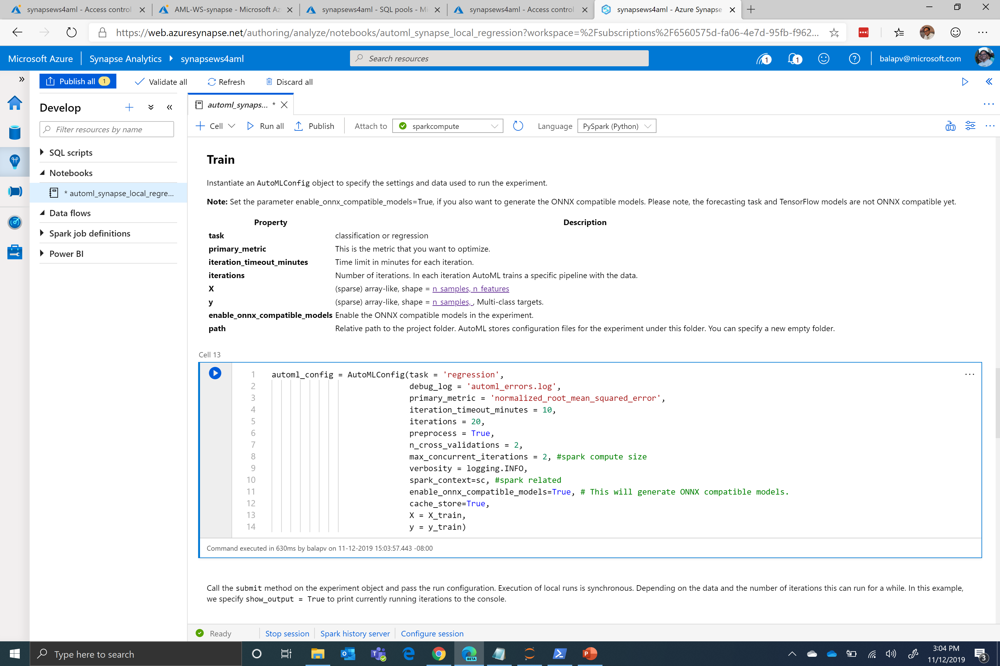 synapsews4aml - Access control
AML-WS-synapse - Microsoft Az
synapsews4aml - SQL pools - Mi
synapsews4aml - Access control
synapsews4aml - Azure Synapse
https://web.azuresynapse.net/authoring/analyze/notebooks/automl_synapse_local_regression?workspace=%2Fsubscriptions%2F6560575d-fa06-4e7d-95fb-f962...
Microsoft Azure
Synapse Analytics
synapsews4aml
Search resources
1
1
balapv@microsoft.com
Publish all 1
Validate all
Refresh
Discard all
Develop
Filter resources by name
SQL scripts
Notebooks
* automl_synapse_local_regre...
Data flows
Spark job definitions
Power BI
automl_synaps... *
Cell
Run all
Publish
Attach to
sparkcompute
Language
PySpark (Python)
Train
Instantiate an AutoMLConfig object to specify the settings and data used to run the experiment.
Note: Set the parameter enable_onnx_compatible_models=True, if you also want to generate the ONNX compatible models. Please note, the forecasting task and TensorFlow models are not ONNX compatible yet.
Property Description
task classification or regression
primary_metric This is the metric that you want to optimize.
iteration_timeout_minutes Time limit in minutes for each iteration.
iterations Number of iterations. In each iteration AutoML trains a specific pipeline with the data.
X (sparse) array-like, shape = n_samples, n_features
y (sparse) array-like, shape = n_samples, , Multi-class targets.
enable_onnx_compatible_models Enable the ONNX compatible models in the experiment.
path Relative path to the project folder. AutoML stores configuration files for the experiment under this folder. You can specify a new empty folder.
Cell 13
1 automl_config = AutoMLConfig(task = 'regression',
2 debug_log = 'automl_errors.log',
3 primary_metric = 'normalized_root_mean_squared_error',
4 iteration_timeout_minutes = 10,
5 iterations = 20,
6 preprocess = True,
7 n_cross_validations = 2,
8 max_concurrent_iterations = 2, #spark compute size
9 verbosity = logging.INFO,
10 spark_context=sc, #spark related
11 enable_onnx_compatible_models=True, # This will generate ONNX compatible models.
12 cache_store=True,
13 X = X_train,
14 y = y_train)
Command executed in 630ms by balapv on 11-12-2019 15:03:57.443 -08:00
Call the submit method on the experiment object and pass the run configuration. Execution of local runs is synchronous. Depending on the data and the number of iterations this can run for a while. In this example,
we specify show_output = True to print currently running iterations to the console.
Ready
Stop session
Spark history server
Configure session
Type here to search
BETA
3:04 PM
11/12/2019
3